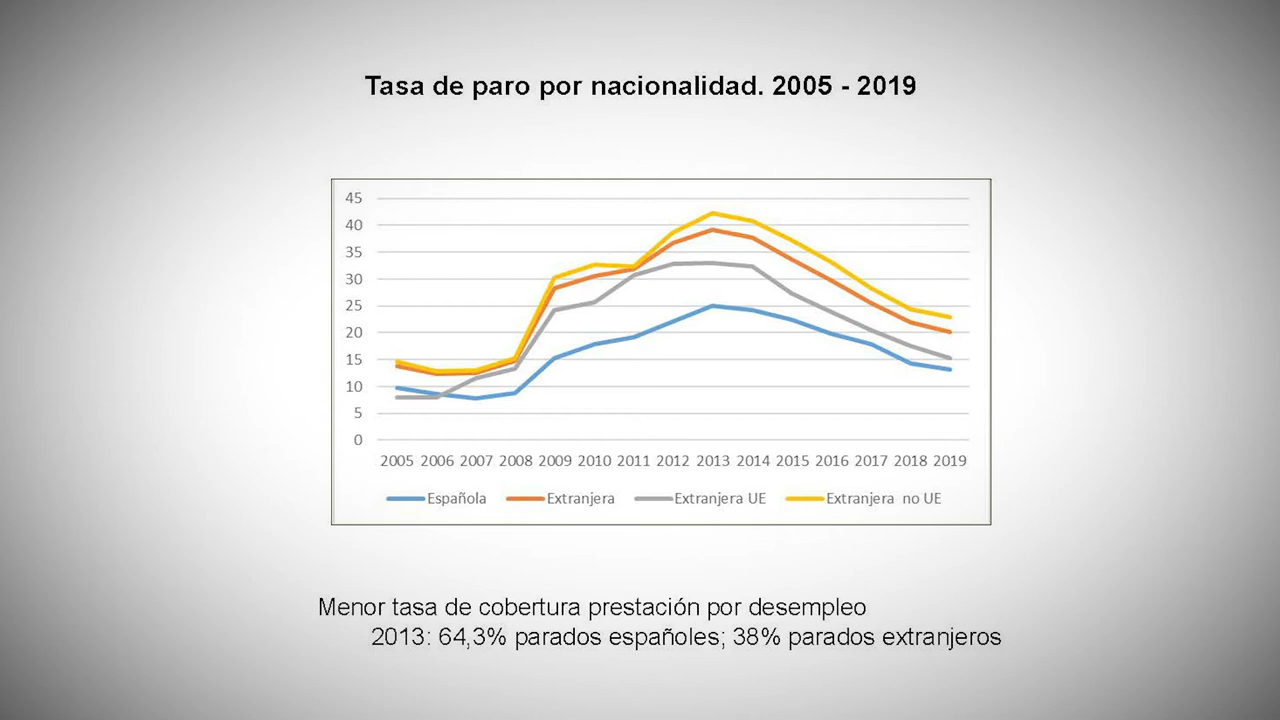 Tasa de paro por nacionalidad. 2005 - 2019
45
40
35
30
25
20
15
10
5
0
2005 2006 2007 2008 2009 2010 2011 2012 2013 2014 2015 2016 2017 2018 2019
Española Extranjera Extranjera UE Extranjera no UE
Menor tasa de cobertura prestación por desempleo
2013: 64,3% parados españoles; 38% parados extranjeros